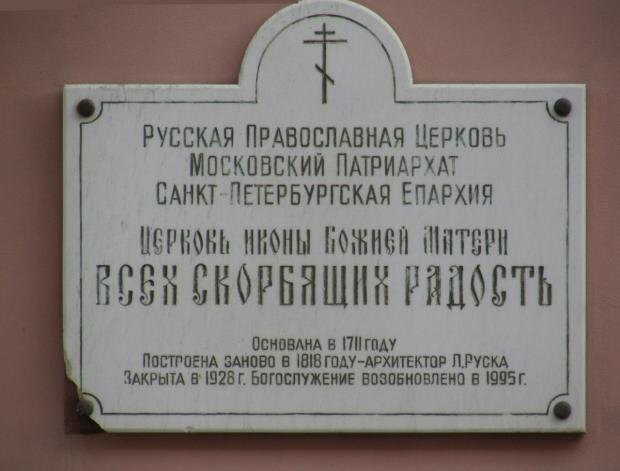 Русская Православная Церковь
Московский Патриархат
Санкт-Петербургская Епархия
Церковь иконы Божией Матери
ВСЕХ СКОРБЯЩИХ РАДОСТЬ
Основана в 1711 году
Построена заново в 1818 году-архитектор Л.Руска
Закрыта в 1928 г. Богослужение возобновлено в 1995 г.